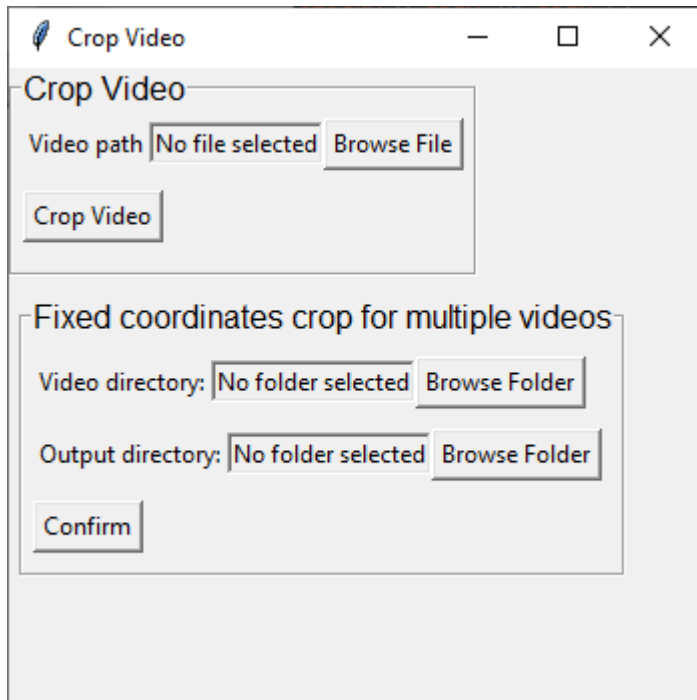 Crop Video
Crop Video
Video path No file selected Browse File
Crop Video
Fixed coordinates crop for multiple videos
Video directory: No folder selected Browse Folder
Output directory: No folder selected Browse Folder
Confirm